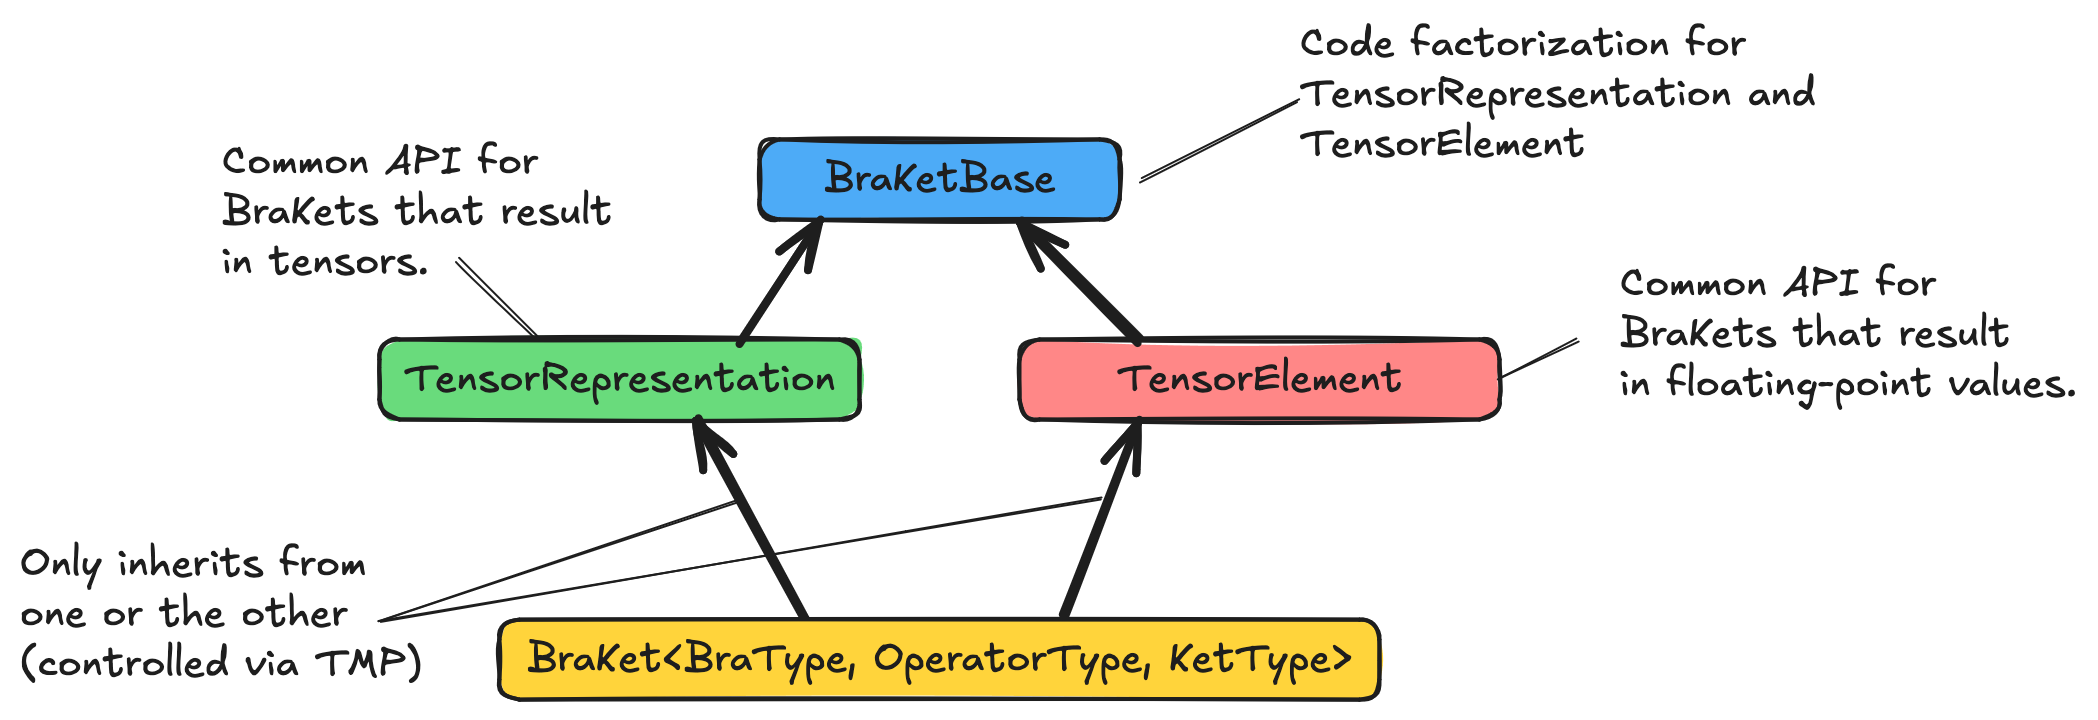 Code factorization for
TensorRepresentation and
TensorElement
Common API for
BraKets that result
in tensors.
BraKetBase
Common API for
BraKets that result
in floating-point values.
TensorRepresentation
TensorElement
Only inherits from
one or the other
(controlled via TMP)
BraKet<BraType, OperatorType, KetType>